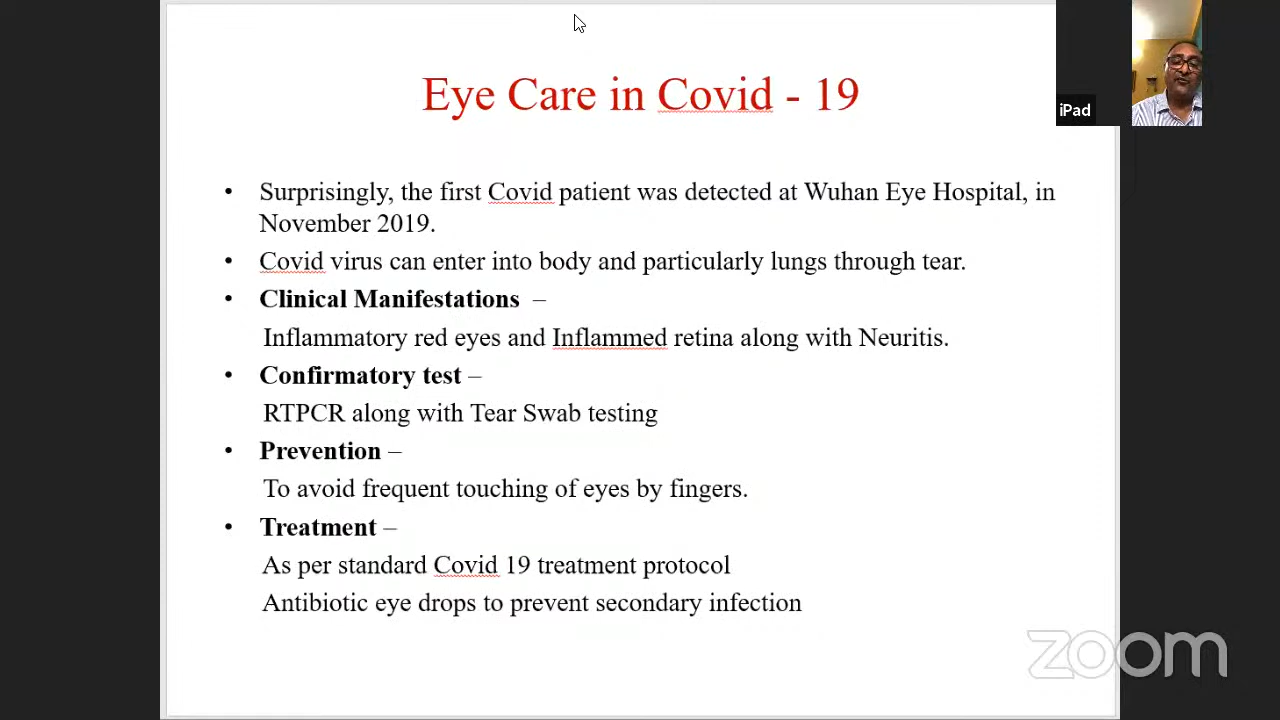 Eye Care in Covid - 19
iPad
• Surprisingly, the first Covid patient was detected at Wuhan Eye Hospital, in
November 2019.
• Covid virus can enter into body and particularly lungs through tear.
• Clinical Manifestations –
Inflammatory red eyes and Inflammed retina along with Neuritis.
• Confirmatory test –
RTPCR along with Tear Swab testing
• Prevention –
To avoid frequent touching of eyes by fingers.
• Treatment –
As per standard Covid 19 treatment protocol
Antibiotic eye drops to prevent secondary infection
zoom